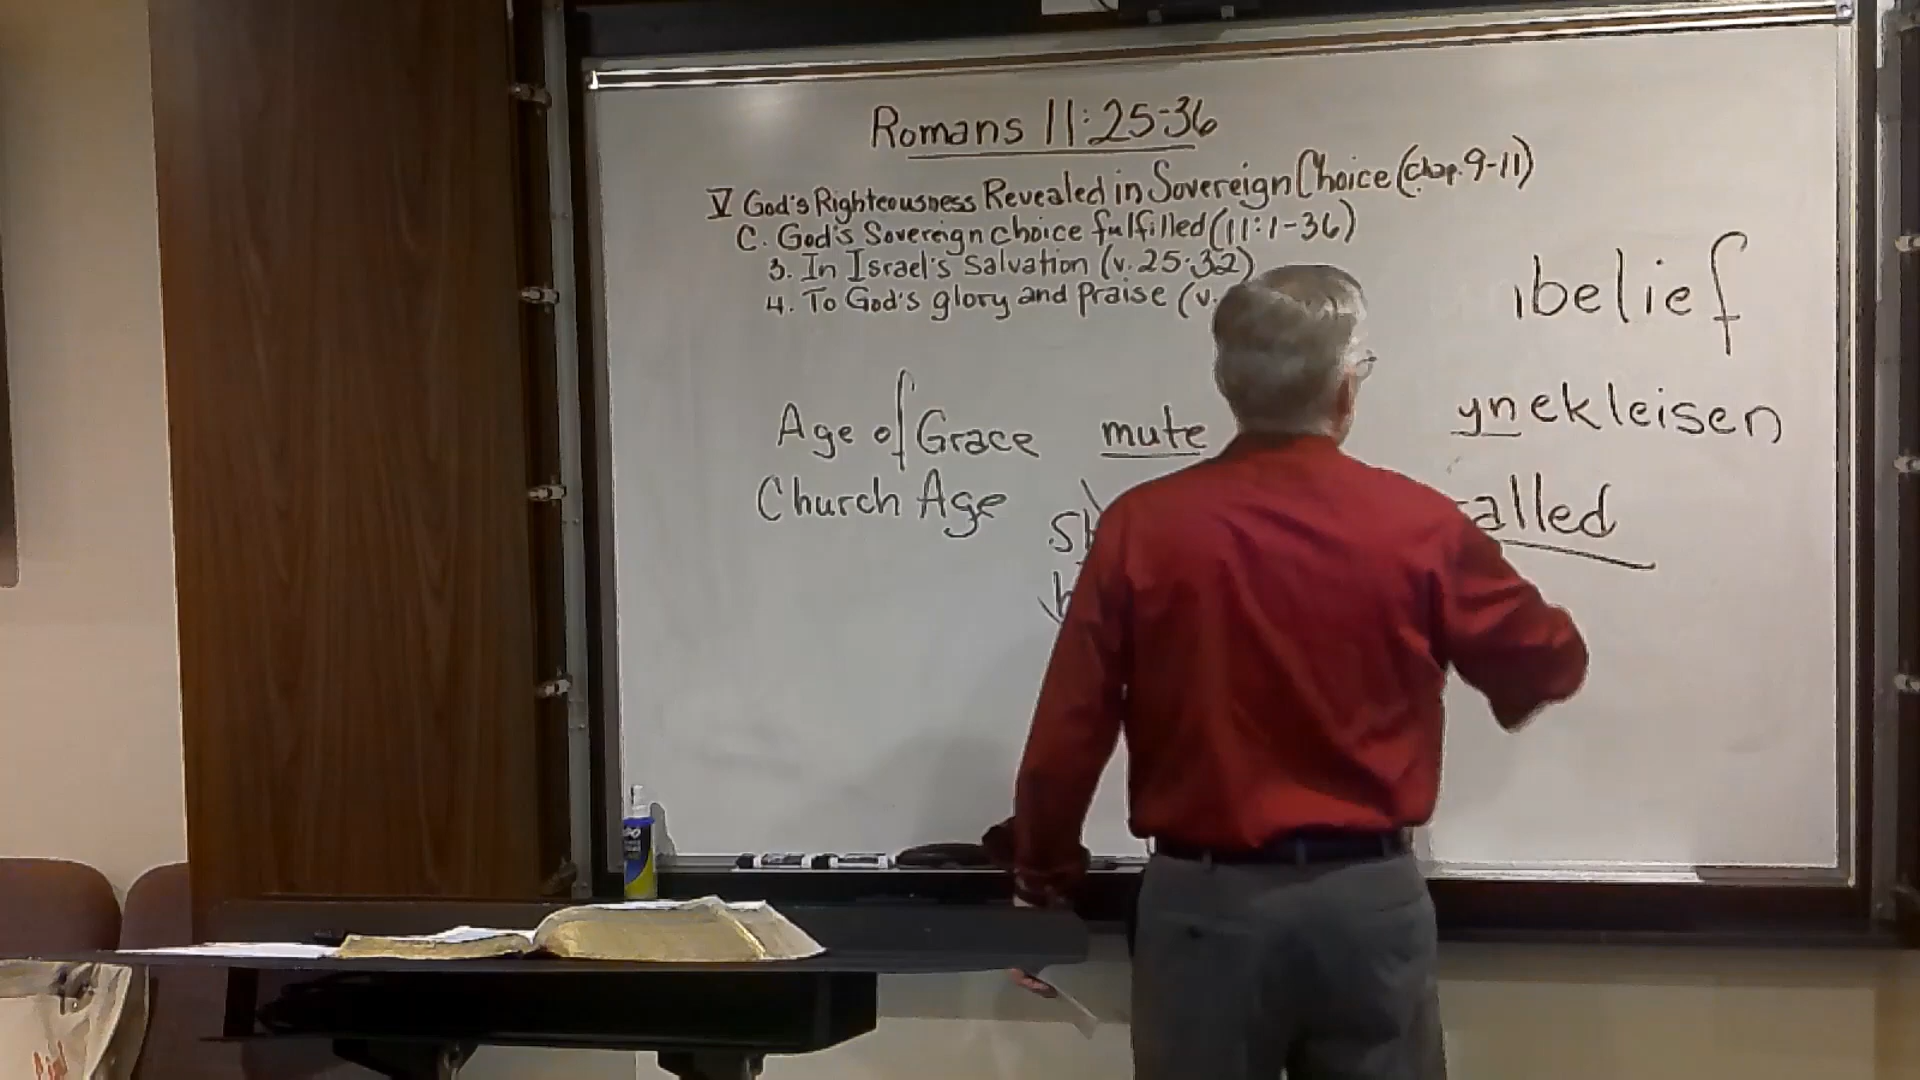 Romans 11:25-36
V God's Righteousness Revealed in Sovereign Choice (Chap. 9-11)
C. God's Sovereign choice fulfilled (11:1-36)
3. In Israel's Salvation (v. 25-32)
4. To God's glory and Praise (v.
belief
Age of Grace mute
ynekleisen
Church Age
alled